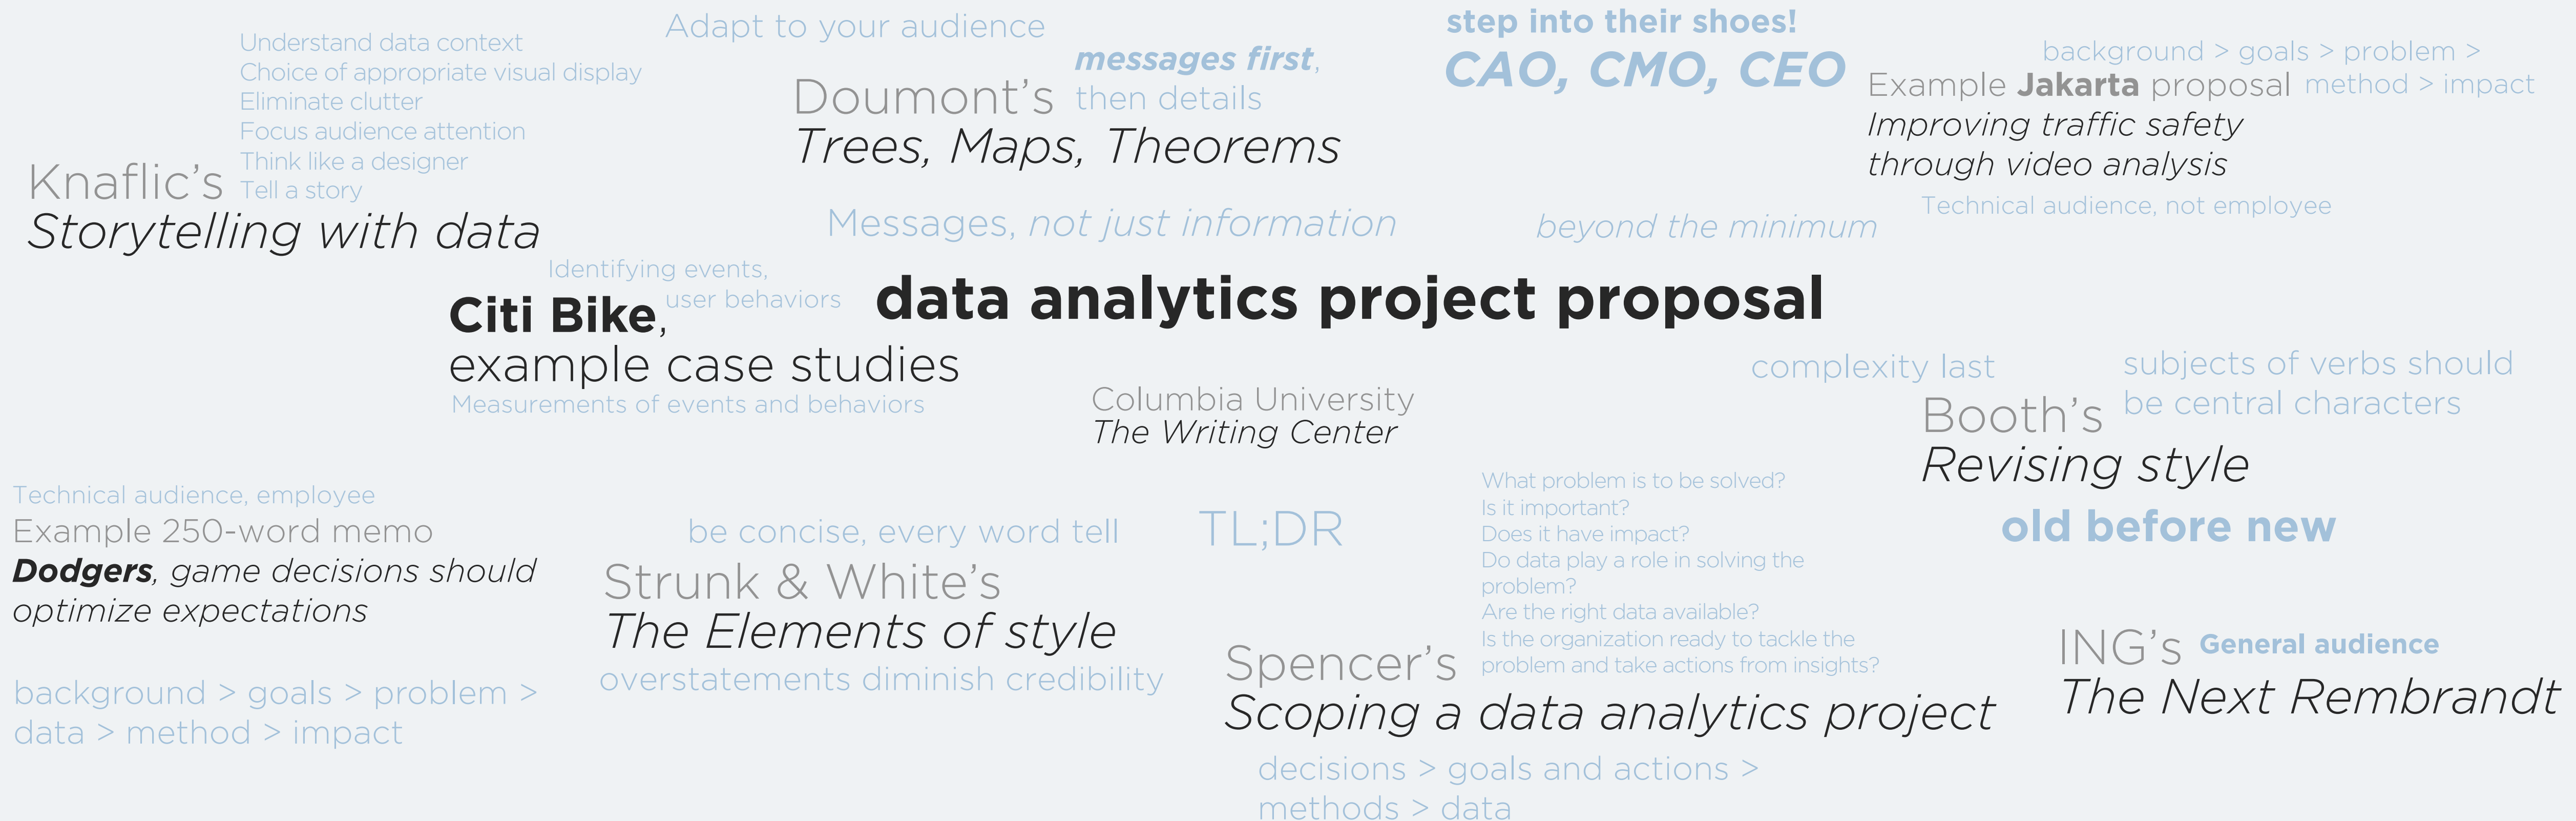 Understand data context
Choice of appropriate visual display
Eliminate clutter
Focus audience attention
Think like a designer
Tell a story
Knaflic’s
Storytelling with data
Adapt to your audience
messages first,
then details
Doumont’s
Trees, Maps, Theorems
Messages, not just information
step into their shoes!
CAO, CMO, CEO
beyond the minimum
background > goals > problem >
method > impact
Example Jakarta proposal
Improving traffic safety
through video analysis
Technical audience, not employee
Identifying events,
user behaviors
Citi Bike,
example case studies
Measurements of events and behaviors
data analytics project proposal
Columbia University
The Writing Center
complexity last
subjects of verbs should
be central characters
Booth’s
Revising style
old before new
Technical audience, employee
Example 250-word memo
Dodgers, game decisions should
optimize expectations
background > goals > problem >
data > method > impact
be concise, every word tell
Strunk & White’s
The Elements of style
overstatements diminish credibility
TL;DR
What problem is to be solved?
Is it important?
Does it have impact?
Do data play a role in solving the
problem?
Are the right data available?
Is the organization ready to tackle the
problem and take actions from insights?
Spencer’s
Scoping a data analytics project
decisions > goals and actions >
methods > data
ING’s General audience
The Next Rembrandt